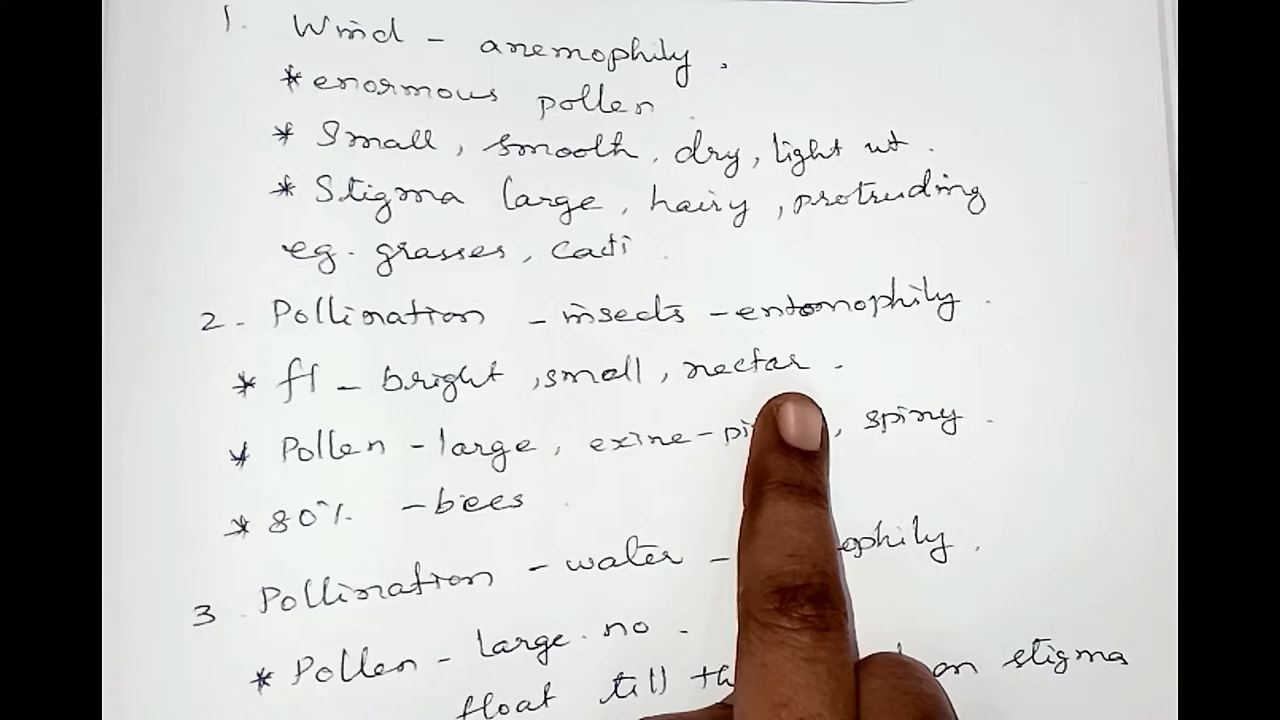 1. Wind - anemophily.
* enormous pollen
* Small, smooth, dry, light wt.
* Stigma large, hairy, protruding
eg. grasses, cacti
2. Pollination - insects - entomophily.
* fl - bright, small, nectar.
* Pollen - large, exine - , spiny.
* 80% - bees
3. Pollination - water -
* Pollen - large. no.
float till on stigma